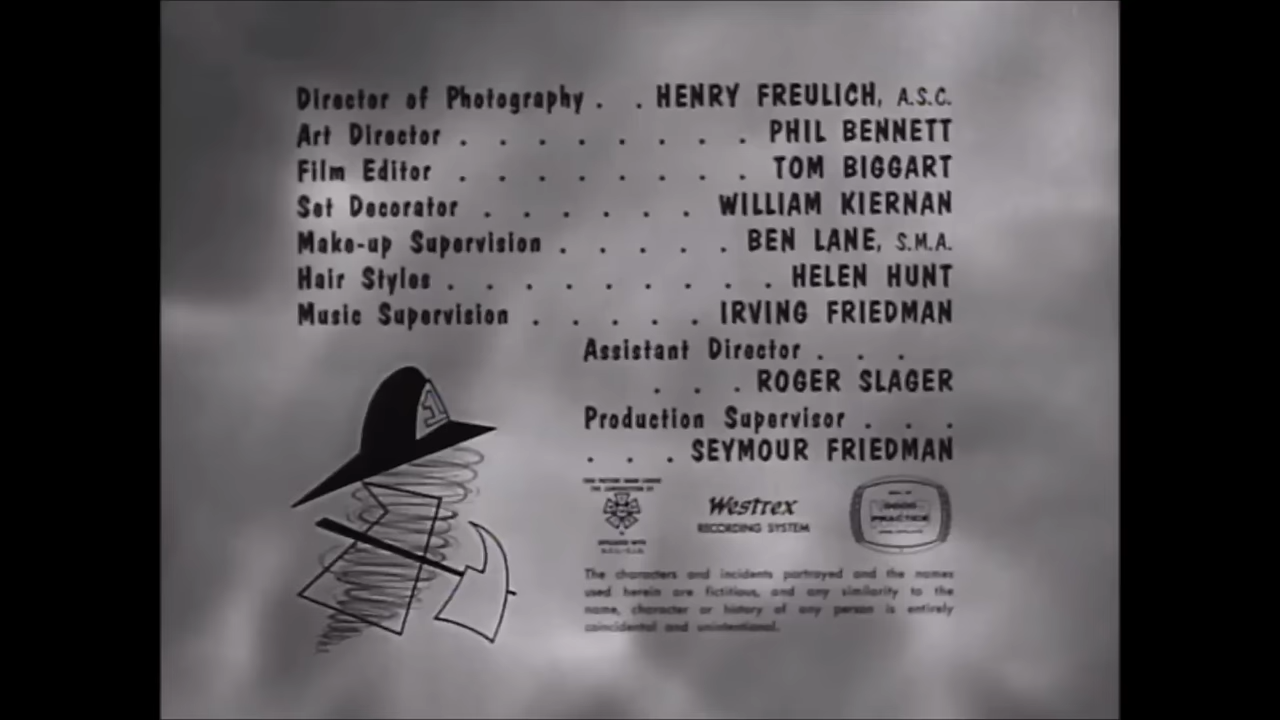 Director of Photography . . HENRY FREULICH, A.S.C.
Art Director . . . . . . . . PHIL BENNETT
Film Editor . . . . . . . . TOM BIGGART
Set Decorator . . . . . . WILLIAM KIERNAN
Make-up Supervision . . . . . BEN LANE, S.M.A.
Hair Styles . . . . . . . . . HELEN HUNT
Music Supervision . . . . . IRVING FRIEDMAN
Assistant Director . . .
. . . ROGER SLAGER
Production Supervisor . . .
. . . SEYMOUR FRIEDMAN
1
Westrex
RECORDING SYSTEM
GOOD
PRACTICE
The characters and incidents portrayed and the names
used herein are fictitious, and any similarity to the
name, character or history of any person is entirely
coincidental and unintentional.